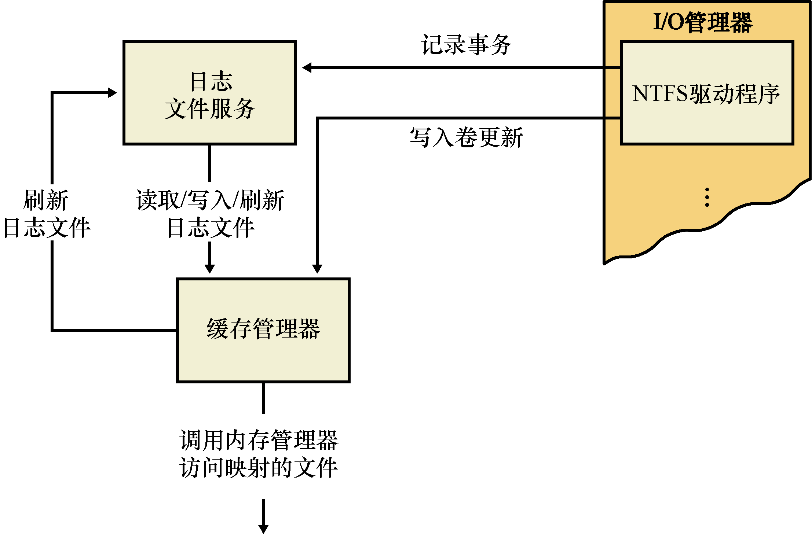 I/O管理器
记录事务
日志
文件服务
NTFS驱动程序
写入卷更新
刷新
日志文件
读取/写入/刷新
日志文件
缓存管理器
调用内存管理器
访问映射的文件